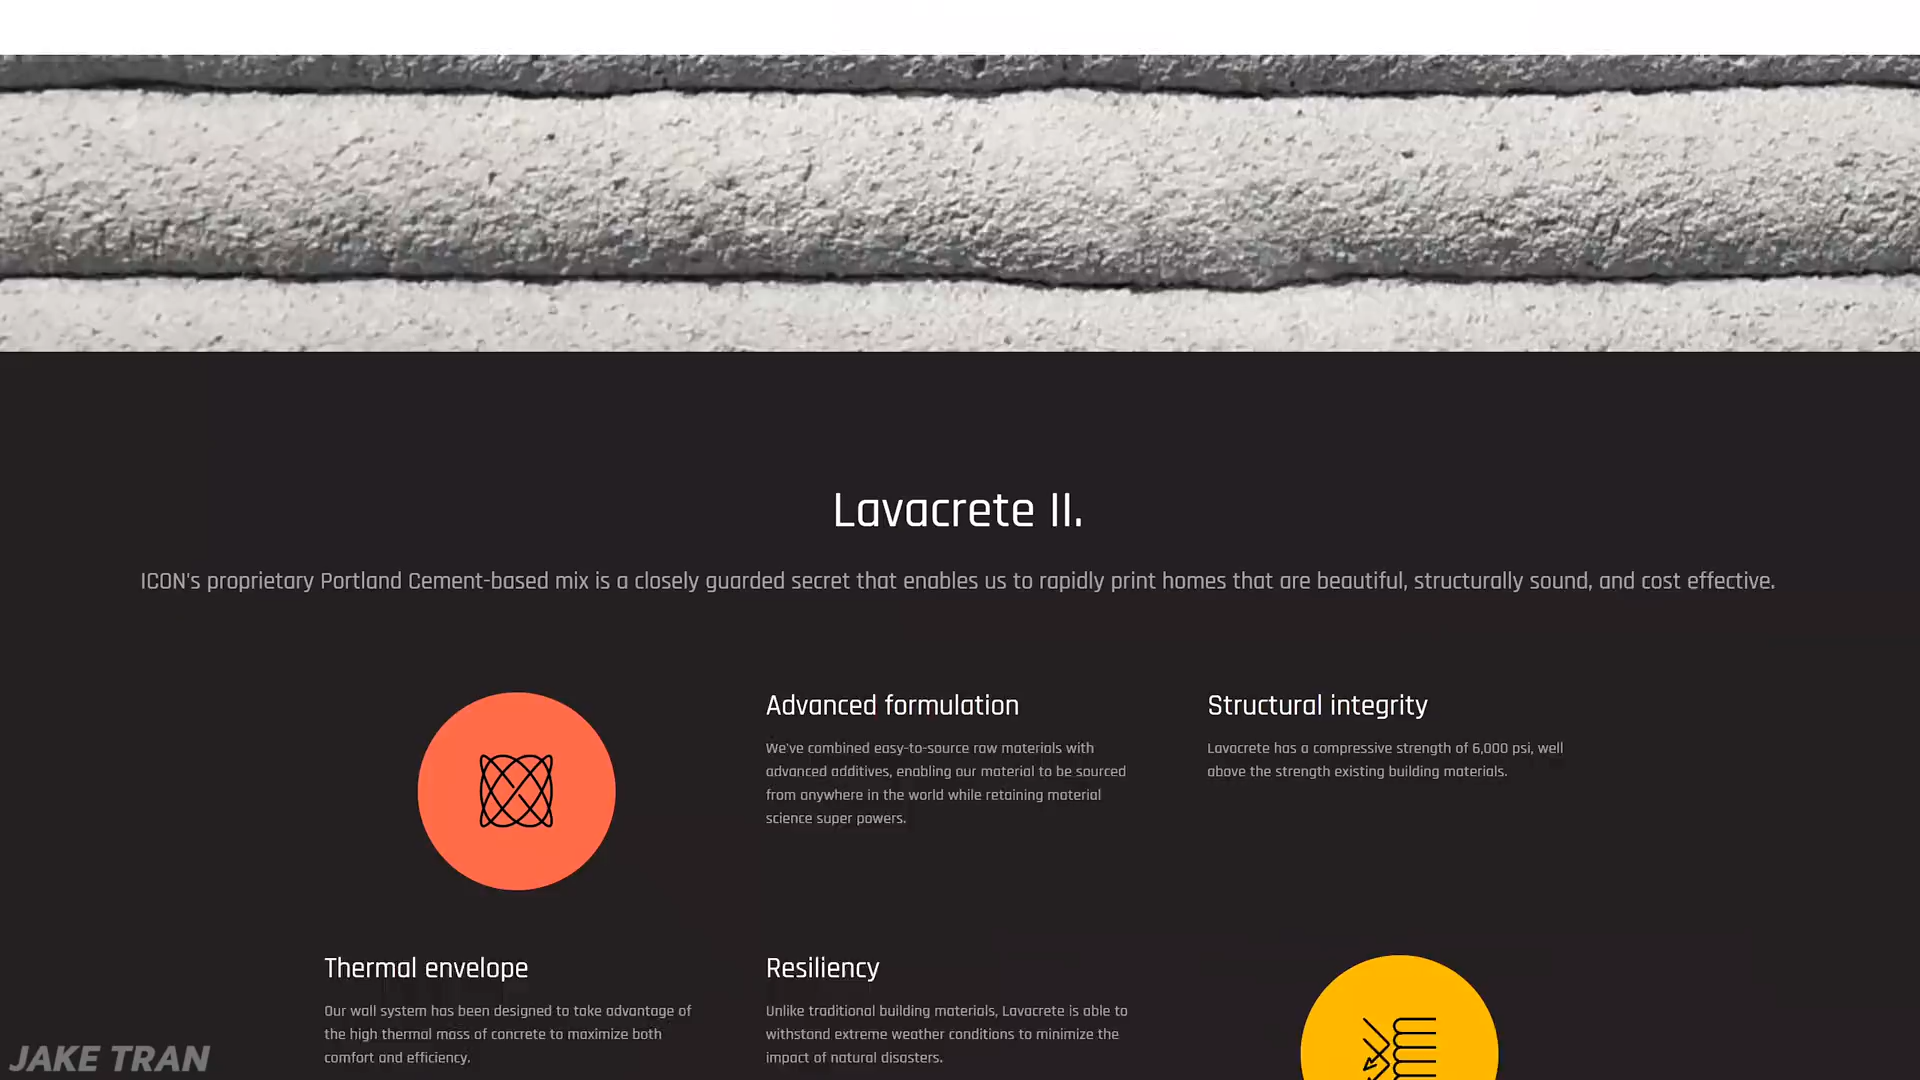 Lavacrete II.
ICON's proprietary Portland Cement-based mix is a closely guarded secret that enables us to rapidly print homes that are beautiful, structurally sound, and cost effective.
Advanced formulation
We've combined easy-to-source raw materials with
advanced additives, enabling our material to be sourced
from anywhere in the world while retaining material
science super powers.
Structural integrity
Lavacrete has a compressive strength of 6,000 psi, well
above the strength existing building materials.
Thermal envelope
Our wall system has been designed to take advantage of
the high thermal mass of concrete to maximize both
comfort and efficiency.
Resiliency
Unlike traditional building materials, Lavacrete is able to
withstand extreme weather conditions to minimize the
impact of natural disasters.
JAKE TRAN